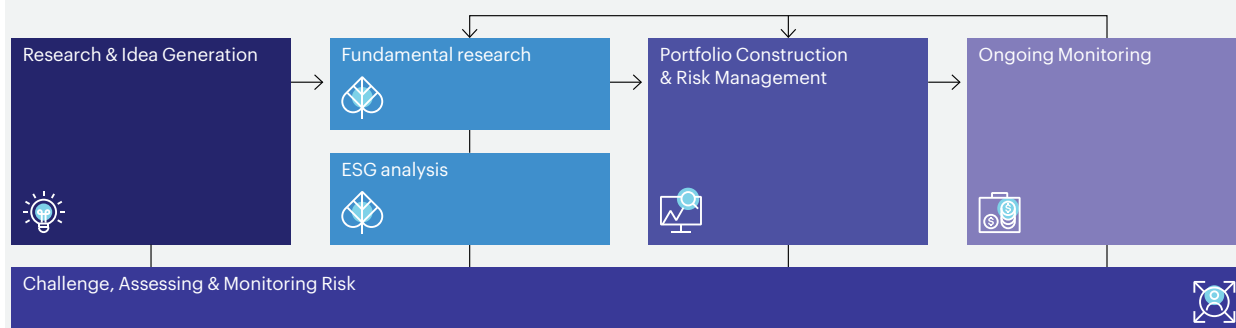 Research & Idea Generation
Fundamental research
ESG analysis
Portfolio Construction
& Risk Management
Ongoing Monitoring
Challenge, Assessing & Monitoring Risk